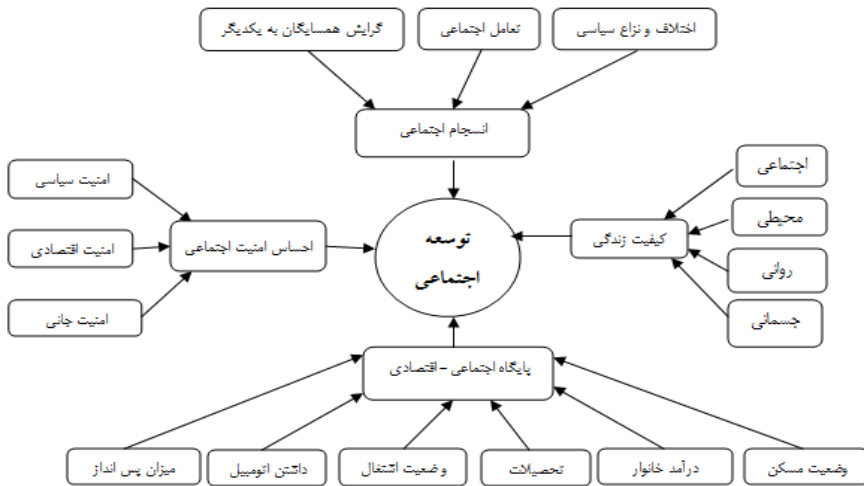 اختلاف و نزاع سیاسی
تعامل اجتماعی
گرایش همسایگان به یکدیگر
انسجام اجتماعی
اجتماعی
محیطی
روانی
جسمانی
کیفیت زندگی
توسعه
اجتماعی
احساس امنیت اجتماعی
امنیت سیاسی
امنیت اقتصادی
امنیت جانی
پایگاه اجتماعی – اقتصادی
وضعیت مسکن
درآمد خانوار
تحصیلات
وضعیت اشتغال
داشتن اتومبیل
میزان پس انداز